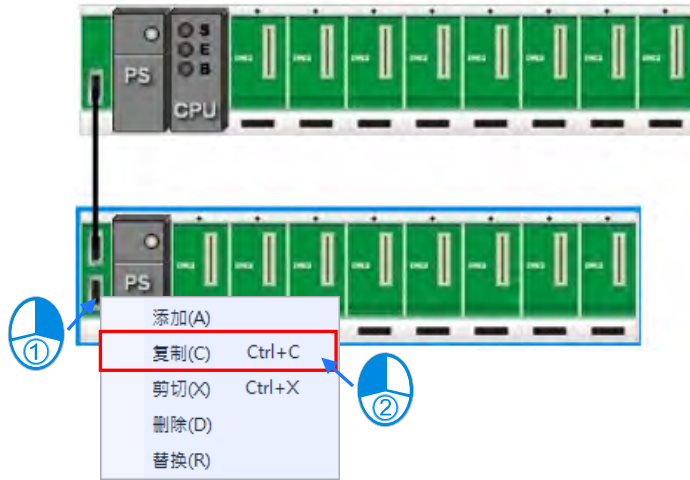 S
E
PS
B
CPU
PS
①
添加(A)
复制(C) Ctrl+C
剪切(X) Ctrl+X
②
删除(D)
替换(R)